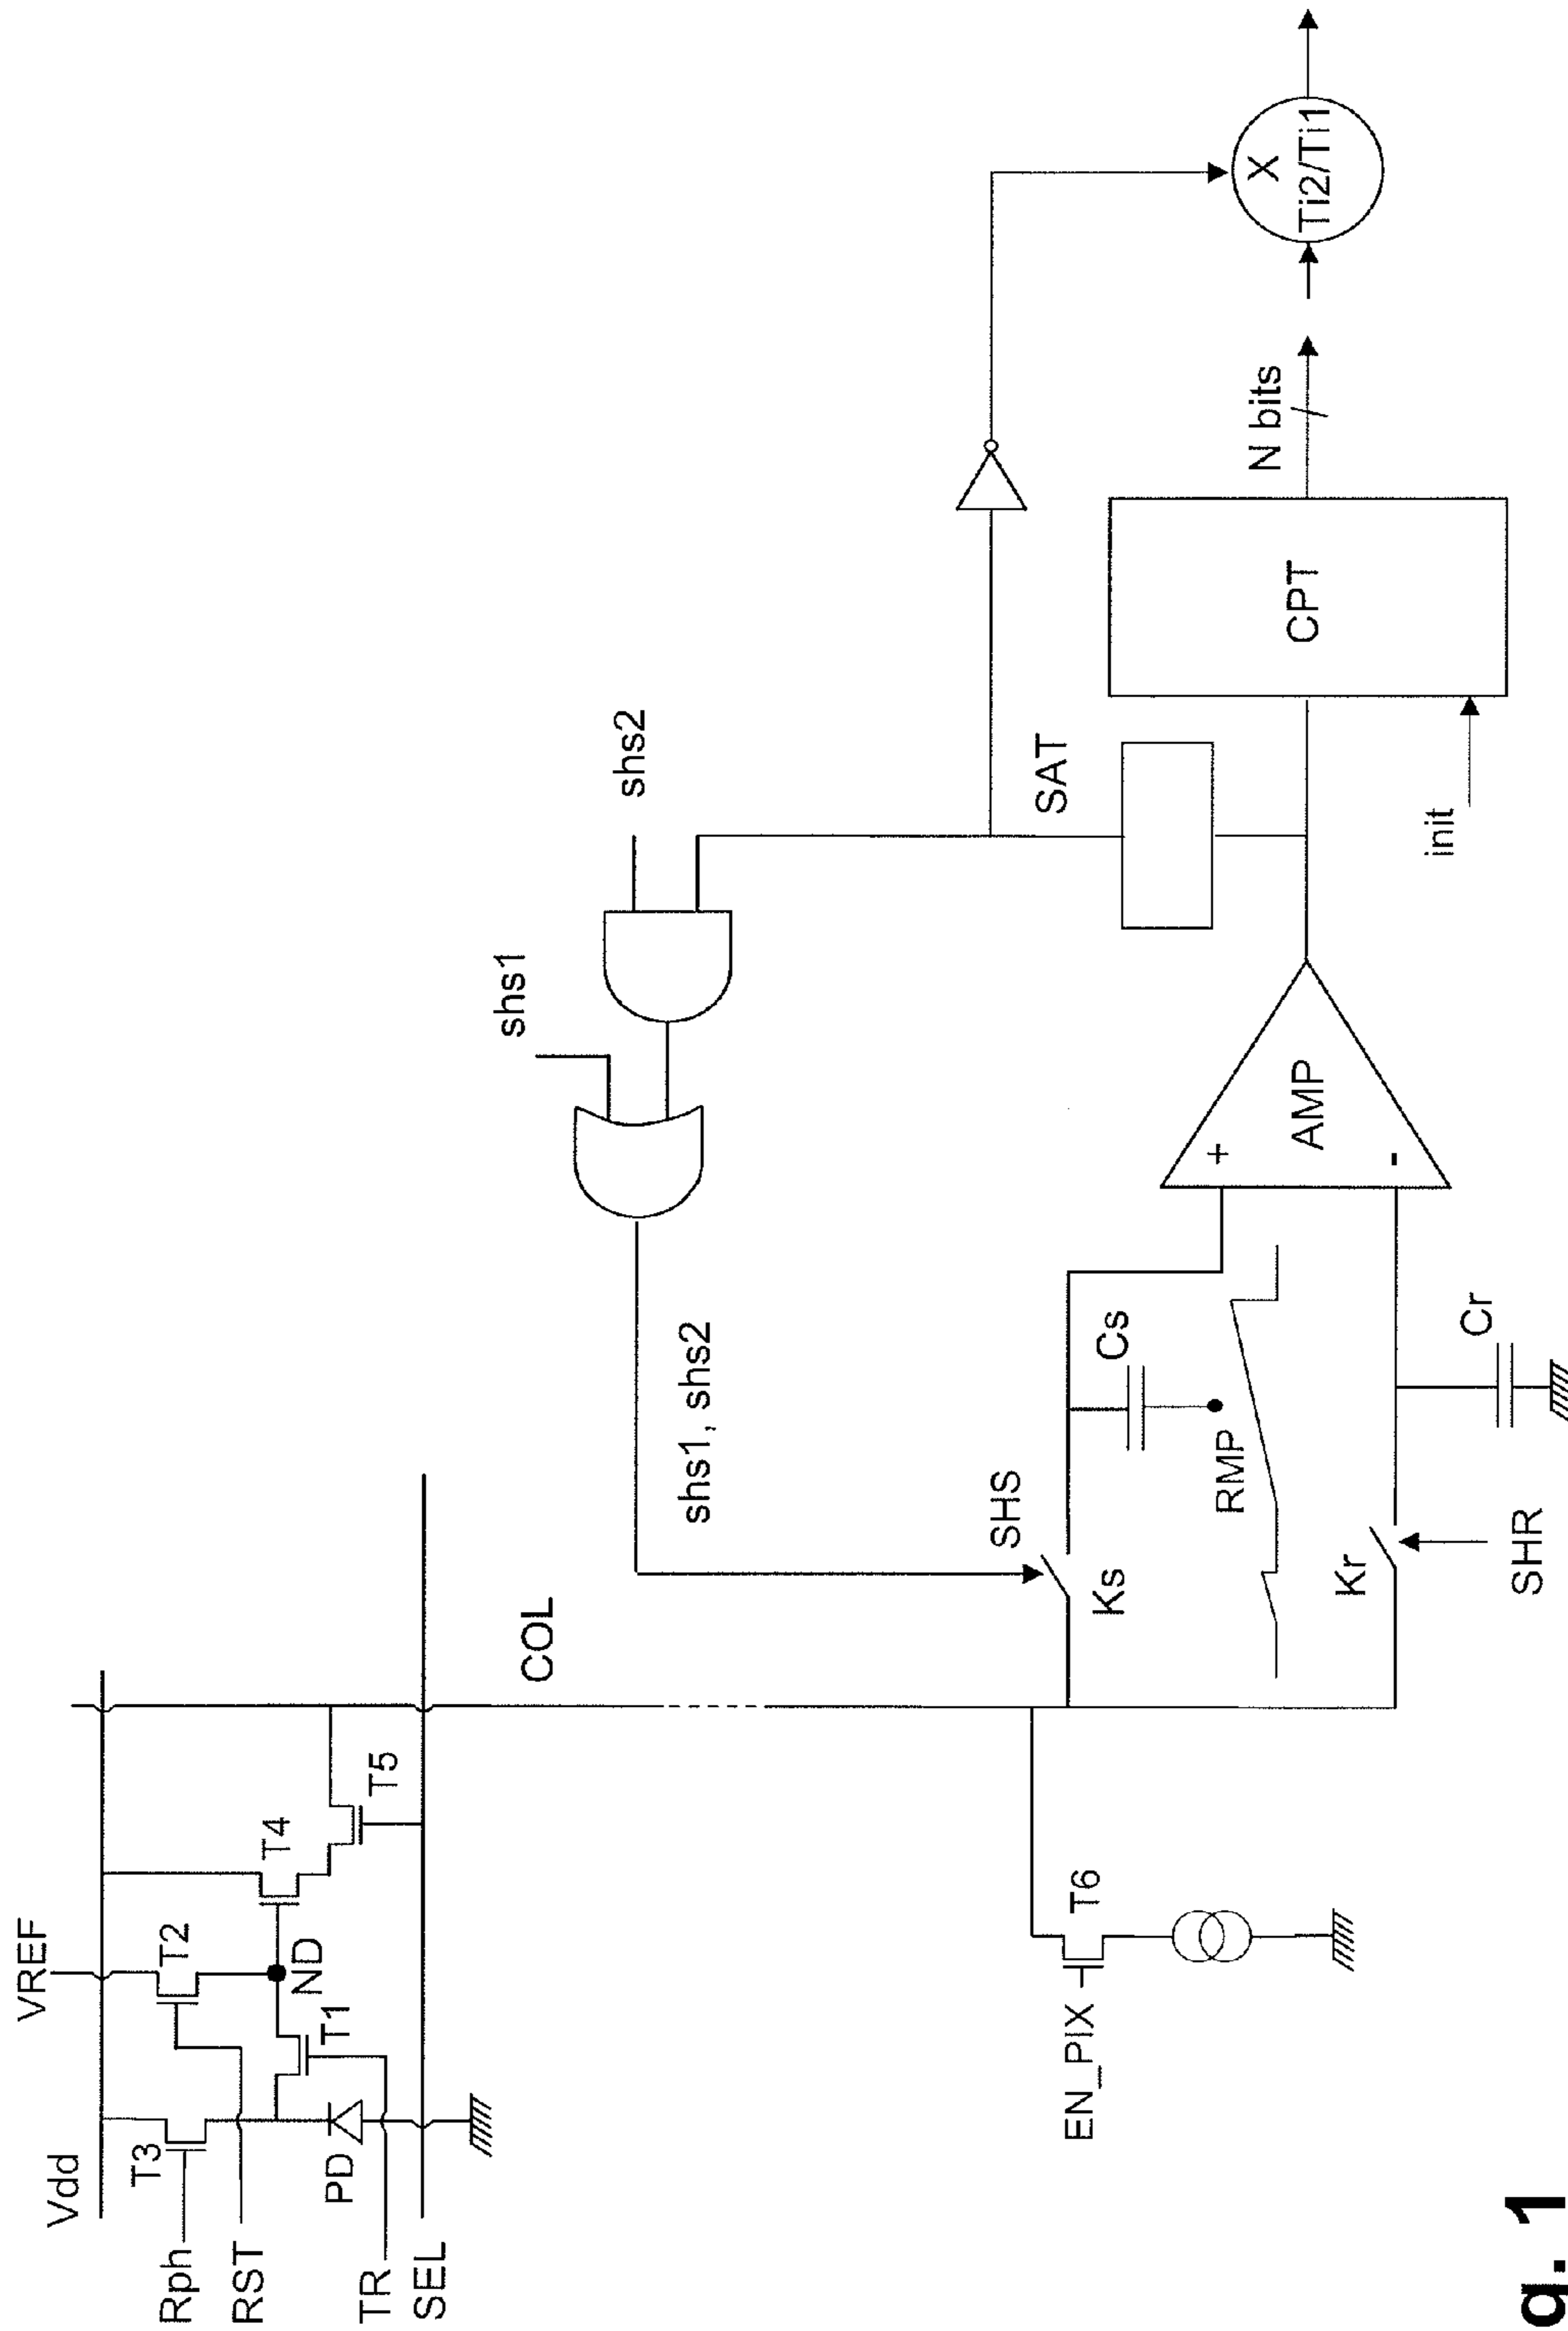 Vdd
VREF
Rph
T3
T2
RST
T4
ND
T1
PD
T5
TR
SEL
COL
shs1
shs2
shs1, shs2
SHS
SAT
EN_PIX
T6
Ks
Cs
RMP
+
AMP
-
Kr
SHR
Cr
CPT
init
N bits
X
Ti2/Ti1
g. 1